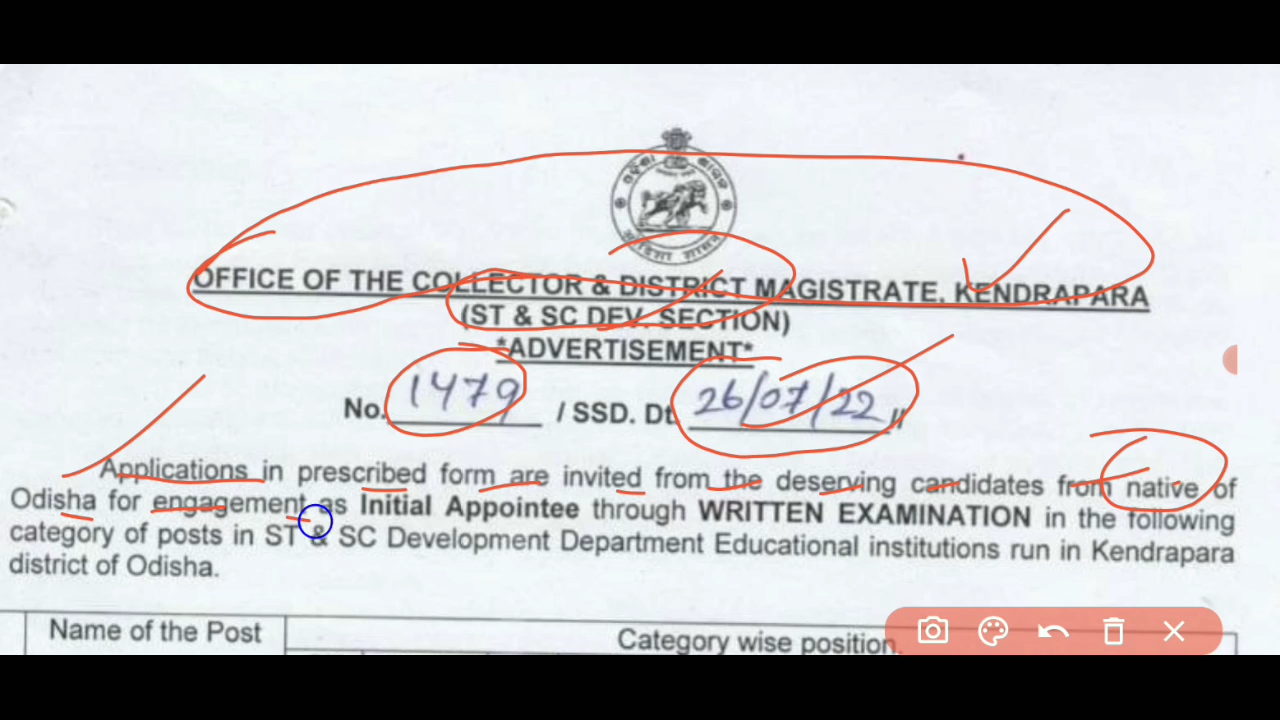 OFFICE OF THE COLLECTOR & DISTRICT MAGISTRATE, KENDRAPARA
(ST & SC DEV. SECTION)
*ADVERTISEMENT*
No. 1479 / SSD. Dt 26/07/22 //
Applications in prescribed form are invited from the deserving candidates from native of
Odisha for engagement as Initial Appointee through WRITTEN EXAMINATION in the following
category of posts in ST & SC Development Department Educational institutions run in Kendrapara
district of Odisha.
Name of the Post
Category wise position.